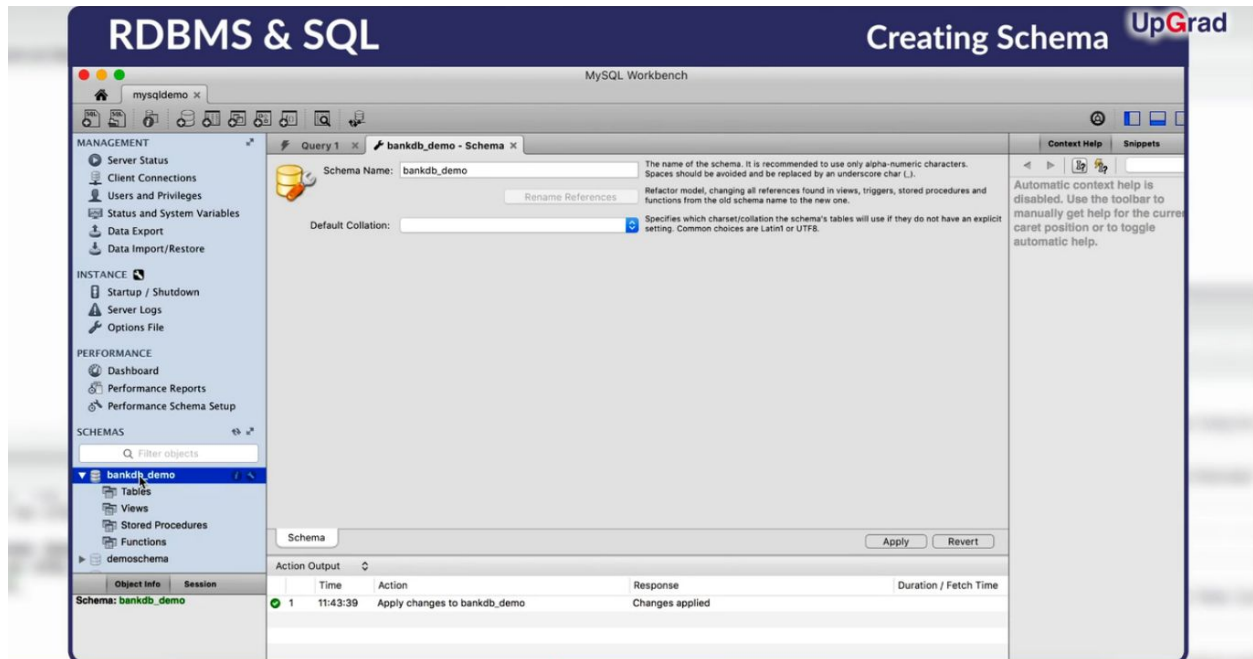 RDBMS & SQL
Creating Schema
UpGrad
MySQL Workbench
mysqldemo ×
MANAGEMENT
Server Status
Client Connections
Users and Privileges
Status and System Variables
Data Export
Data Import/Restore
INSTANCE
Startup / Shutdown
Server Logs
Options File
PERFORMANCE
Dashboard
Performance Reports
Performance Schema Setup
SCHEMAS
Filter objects
bankdb_demo
Tables
Views
Stored Procedures
Functions
demoschema
Object Info Session
Schema: bankdb_demo
Query 1 × bankdb_demo - Schema ×
Schema Name: bankdb_demo
The name of the schema. It is recommended to use only alpha-numeric characters.
Spaces should be avoided and be replaced by an underscore char (_).
Rename References
Refactor model, changing all references found in views, triggers, stored procedures and
functions from the old schema name to the new one.
Default Collation:
Specifies which charset/collation the schema's tables will use if they do not have an explicit
setting. Common choices are Latin1 or UTF8.
Schema
Apply Revert
Action Output
Time Action Response Duration / Fetch Time
1 11:43:39 Apply changes to bankdb_demo Changes applied
Context Help Snippets
Automatic context help is
disabled. Use the toolbar to
manually get help for the
caret position or to toggle
automatic help.